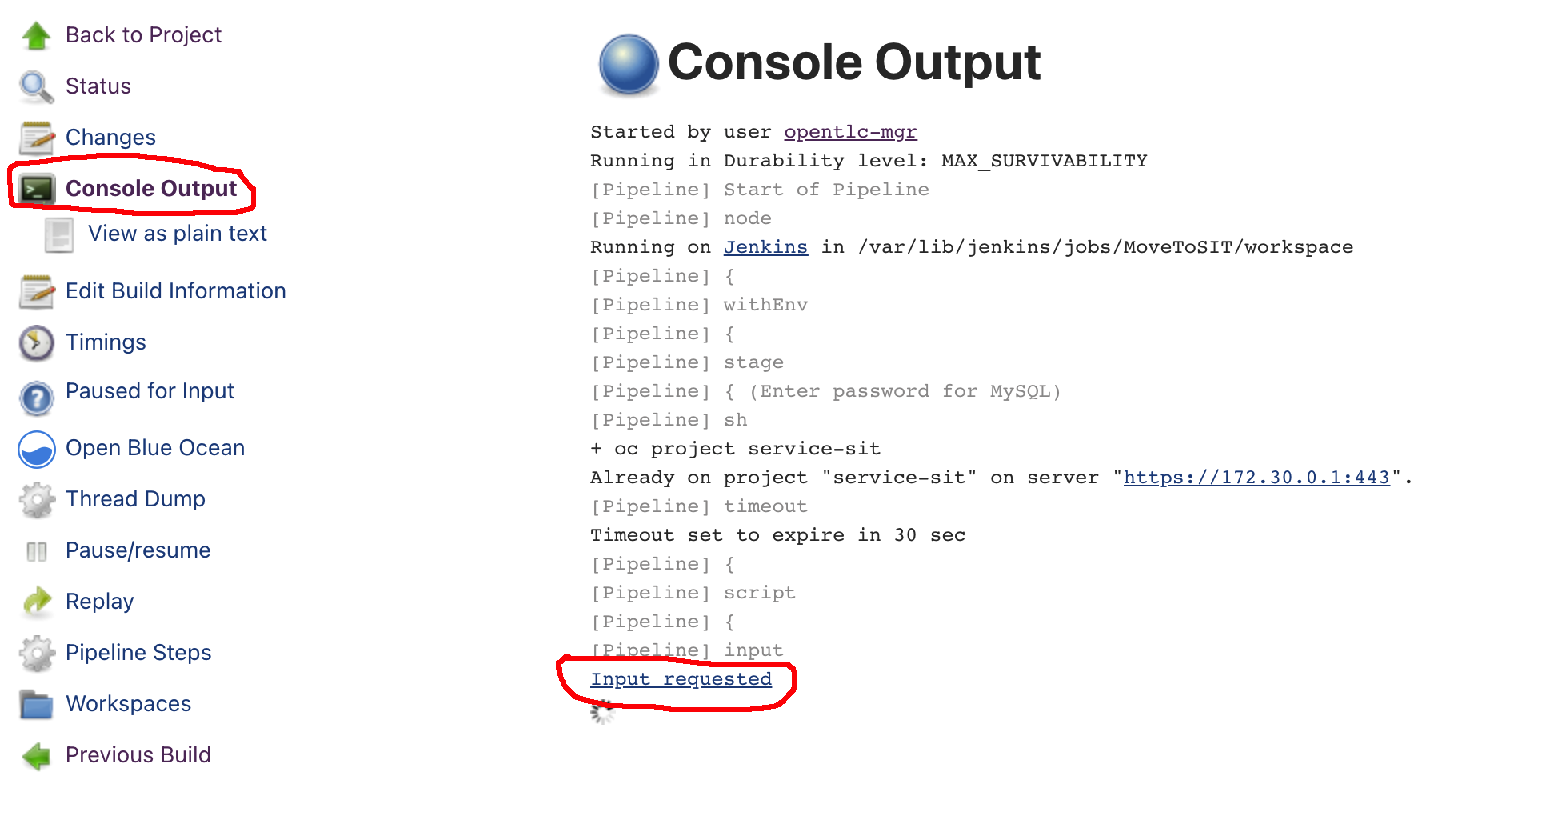 Back to Project
Status
Changes
Console Output
View as plain text
Edit Build Information
Timings
Paused for Input
Open Blue Ocean
Thread Dump
Pause/resume
Replay
Pipeline Steps
Workspaces
Previous Build
Console Output
Started by user opentlc-mgr
Running in Durability level: MAX_SURVIVABILITY
[Pipeline] Start of Pipeline
[Pipeline] node
Running on Jenkins in /var/lib/jenkins/jobs/MoveToSIT/workspace
[Pipeline] {
[Pipeline] withEnv
[Pipeline] {
[Pipeline] stage
[Pipeline] { (Enter password for MySQL)
[Pipeline] sh
+ oc project service-sit
Already on project "service-sit" on server "https://172.30.0.1:443".
[Pipeline] timeout
Timeout set to expire in 30 sec
[Pipeline] {
[Pipeline] script
[Pipeline] {
[Pipeline] input
Input requested